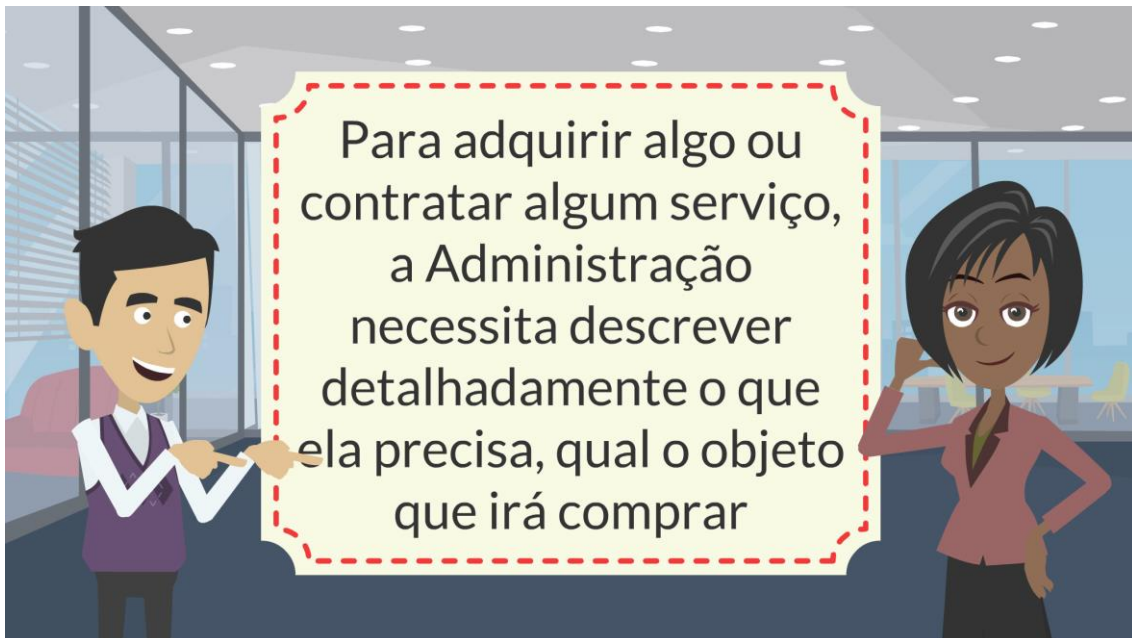 Para adquirir algo ou
contratar algum serviço,
a Administração
necessita descrever
detalhadamente o que
ela precisa, qual o objeto
que irá comprar